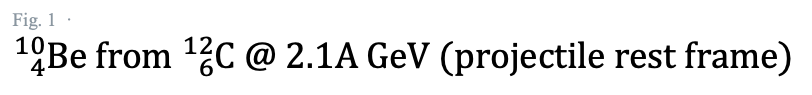 Fig. 1 ·
¹⁰₄Be from ¹²₆C @ 2.1A GeV (projectile rest frame)